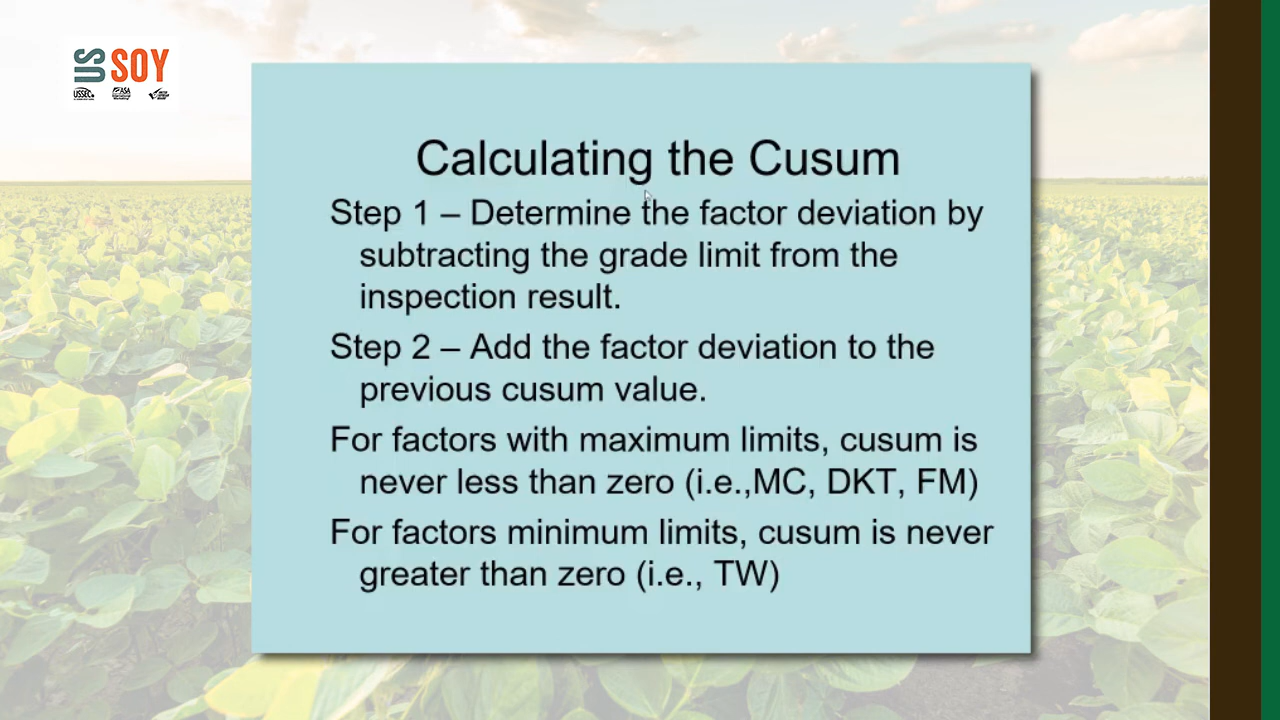 US SOY
USSEC
ASA
Calculating the Cusum
Step 1 – Determine the factor deviation by
subtracting the grade limit from the
inspection result.
Step 2 – Add the factor deviation to the
previous cusum value.
For factors with maximum limits, cusum is
never less than zero (i.e.,MC, DKT, FM)
For factors minimum limits, cusum is never
greater than zero (i.e., TW)